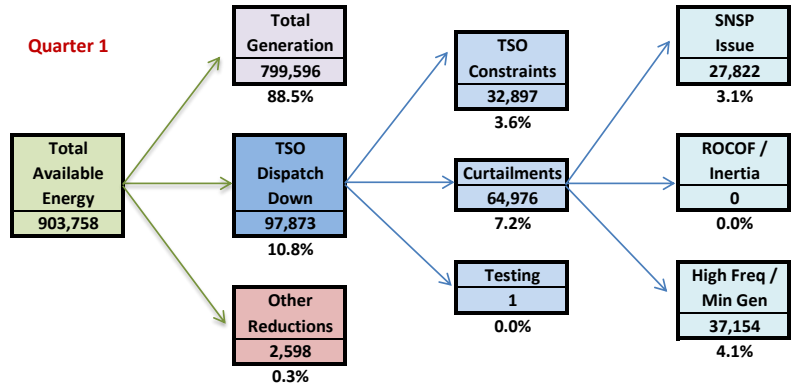 Quarter 1
Total
Available
Energy
903,758
Total
Generation
799,596
88.5%
TSO
Dispatch
Down
97,873
10.8%
Other
Reductions
2,598
0.3%
TSO
Constraints
32,897
3.6%
Curtailments
64,976
7.2%
Testing
1
0.0%
SNSP
Issue
27,822
3.1%
ROCOF /
Inertia
0
0.0%
High Freq /
Min Gen
37,154
4.1%